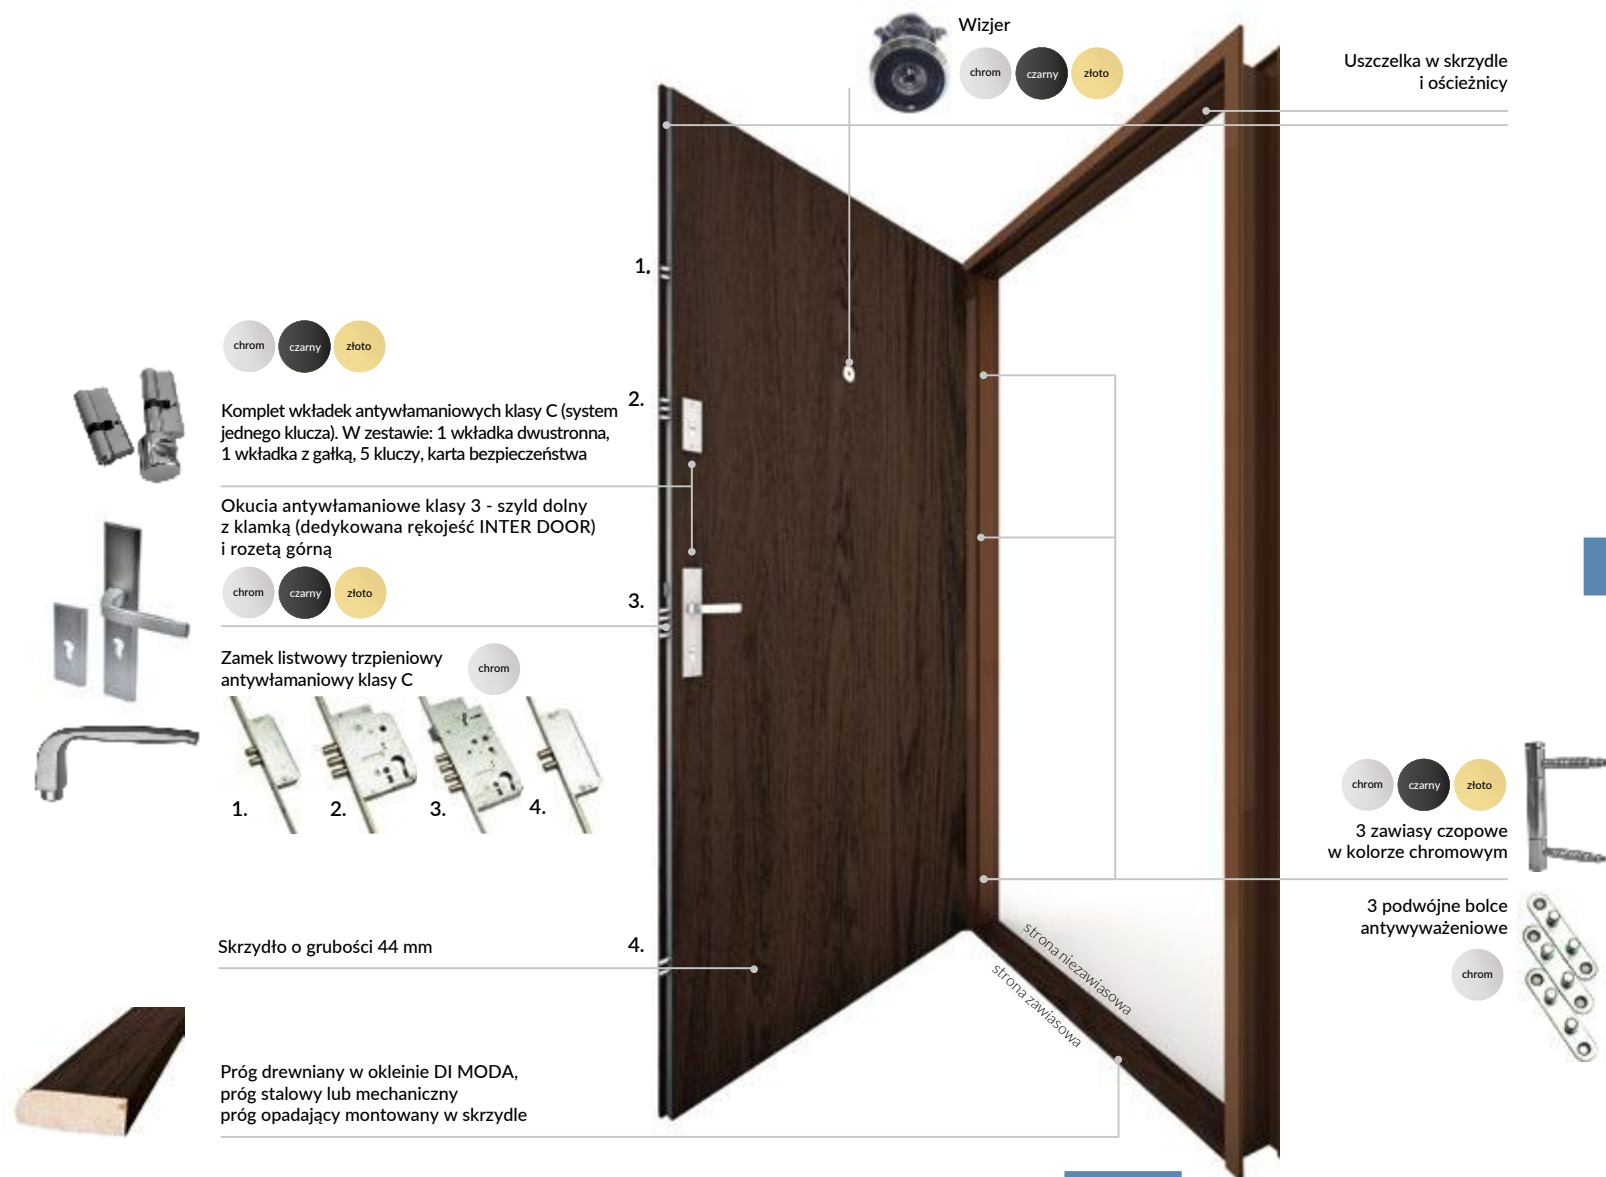 Wizjer
chrom
czarny
złoto
Uszczelka w skrzydle
i ościeżnicy
1.
chrom
czarny
złoto
Komplet wkładek antywłamaniowych klasy C (system
jednego klucza). W zestawie: 1 wkładka dwustronna,
1 wkładka z gałką, 5 kluczy, karta bezpieczeństwa
2.
Okucia antywłamaniowe klasy 3 - szyld dolny
z klamką (dedykowana rękojeść INTER DOOR)
i rozetą górną
chrom
czarny
złoto
3.
Zamek listwowy trzpieniowy
antywłamaniowy klasy C
chrom
1.
2.
3.
4.
chrom
czarny
złoto
3 zawiasy czopowe
w kolorze chromowym
3 podwójne bolce
antywyważeniowe
chrom
Skrzydło o grubości 44 mm
4.
strona niezawiasowa
strona zawiasowa
Próg drewniany w okleinie DI MODA,
próg stalowy lub mechaniczny
próg opadający montowany w skrzydle